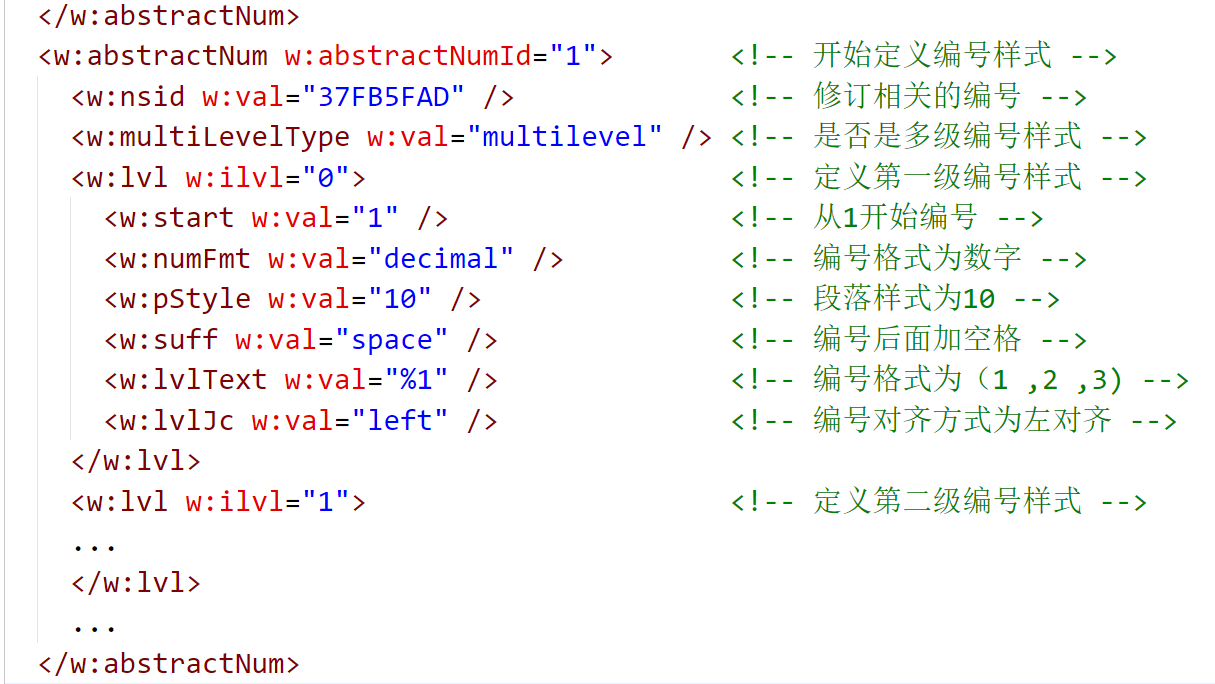 </w:abstractNum>
<w:abstractNum w:abstractNumId="1"> <!-- 开始定义编号样式 -->
<w:nsid w:val="37FB5FAD" /> <!-- 修订相关的编号 -->
<w:multiLevelType w:val="multilevel" /> <!-- 是否是多级编号样式 -->
<w:lvl w:ilvl="0"> <!-- 定义第一级编号样式 -->
<w:start w:val="1" /> <!-- 从1开始编号 -->
<w:numFmt w:val="decimal" /> <!-- 编号格式为数字 -->
<w:pStyle w:val="10" /> <!-- 段落样式为10 -->
<w:suff w:val="space" /> <!-- 编号后面加空格 -->
<w:lvlText w:val="%1" /> <!-- 编号格式为（1 ,2 ,3) -->
<w:lvlJc w:val="left" /> <!-- 编号对齐方式为左对齐 -->
</w:lvl>
<w:lvl w:ilvl="1"> <!-- 定义第二级编号样式 -->
...
</w:lvl>
...
</w:abstractNum>